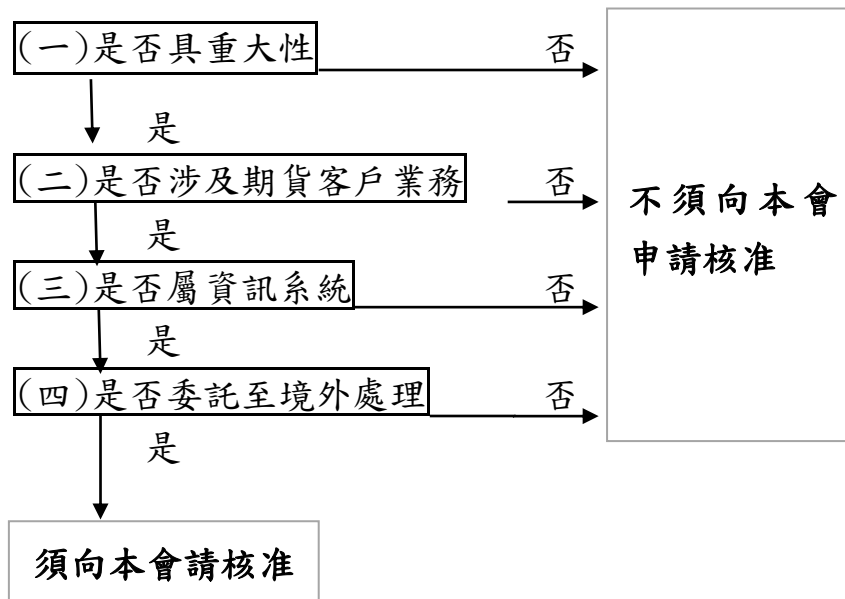 (一)是否具重大性
否
是
(二)是否涉及期貨客戶業務
否
不須向本會
申請核准
是
(三)是否屬資訊系統
否
是
(四)是否委託至境外處理
否
是
須向本會請核准